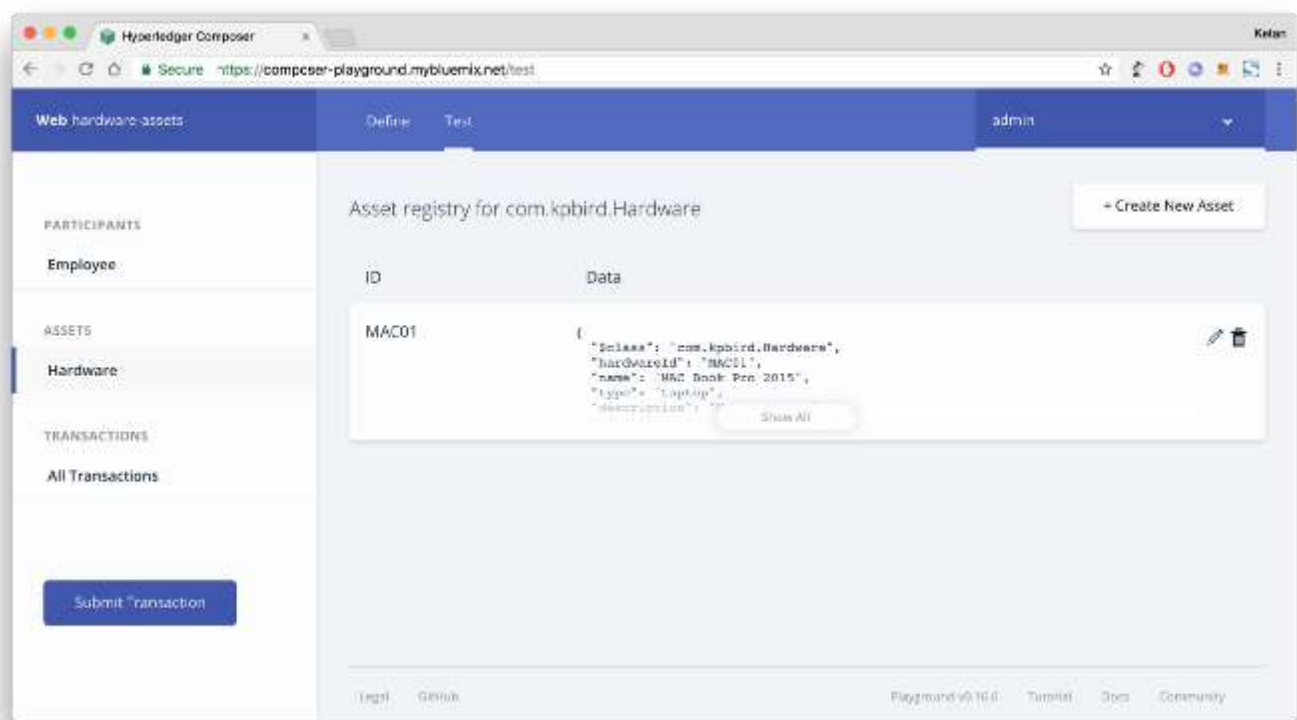 Hyperledger Composer
Kelan
Secure https://composer-playground.mybluemix.net/test
Web hardware-assets
Define
Test
admin
PARTICIPANTS
Employee
ASSETS
Hardware
TRANSACTIONS
All Transactions
Submit Transaction
Asset registry for com.kpbird.Hardware
+ Create New Asset
ID Data
MAC01
{
"$class": "com.kpbird.Hardware",
"hardwareId": "MAC01",
"name": "MAC Book Pro 2015",
"type": "Laptop",
"description":
Show All
Legal GitHub Playground v0.16.6 Tutorial Docs Community